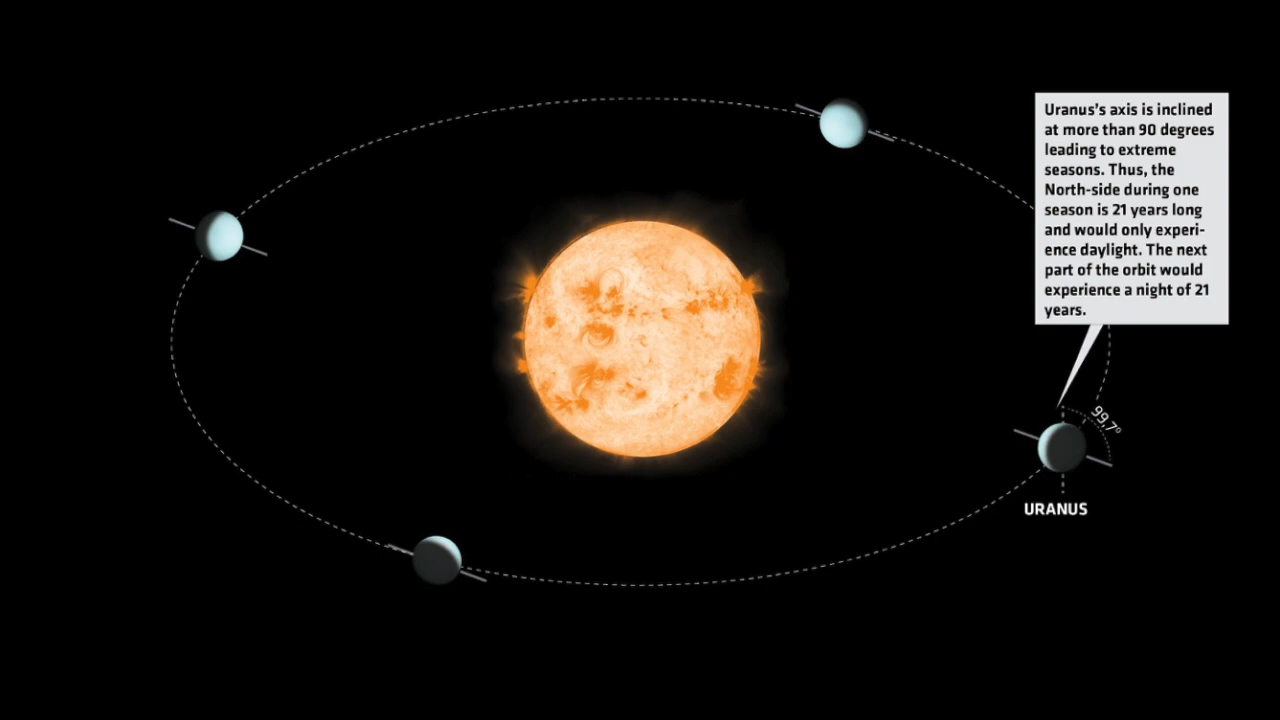 Uranus's axis is inclined
at more than 90 degrees
leading to extreme
seasons. Thus, the
North-side during one
season is 21 years long
and would only experi-
ence daylight. The next
part of the orbit would
experience a night of 21
years.
99,7º
URANUS